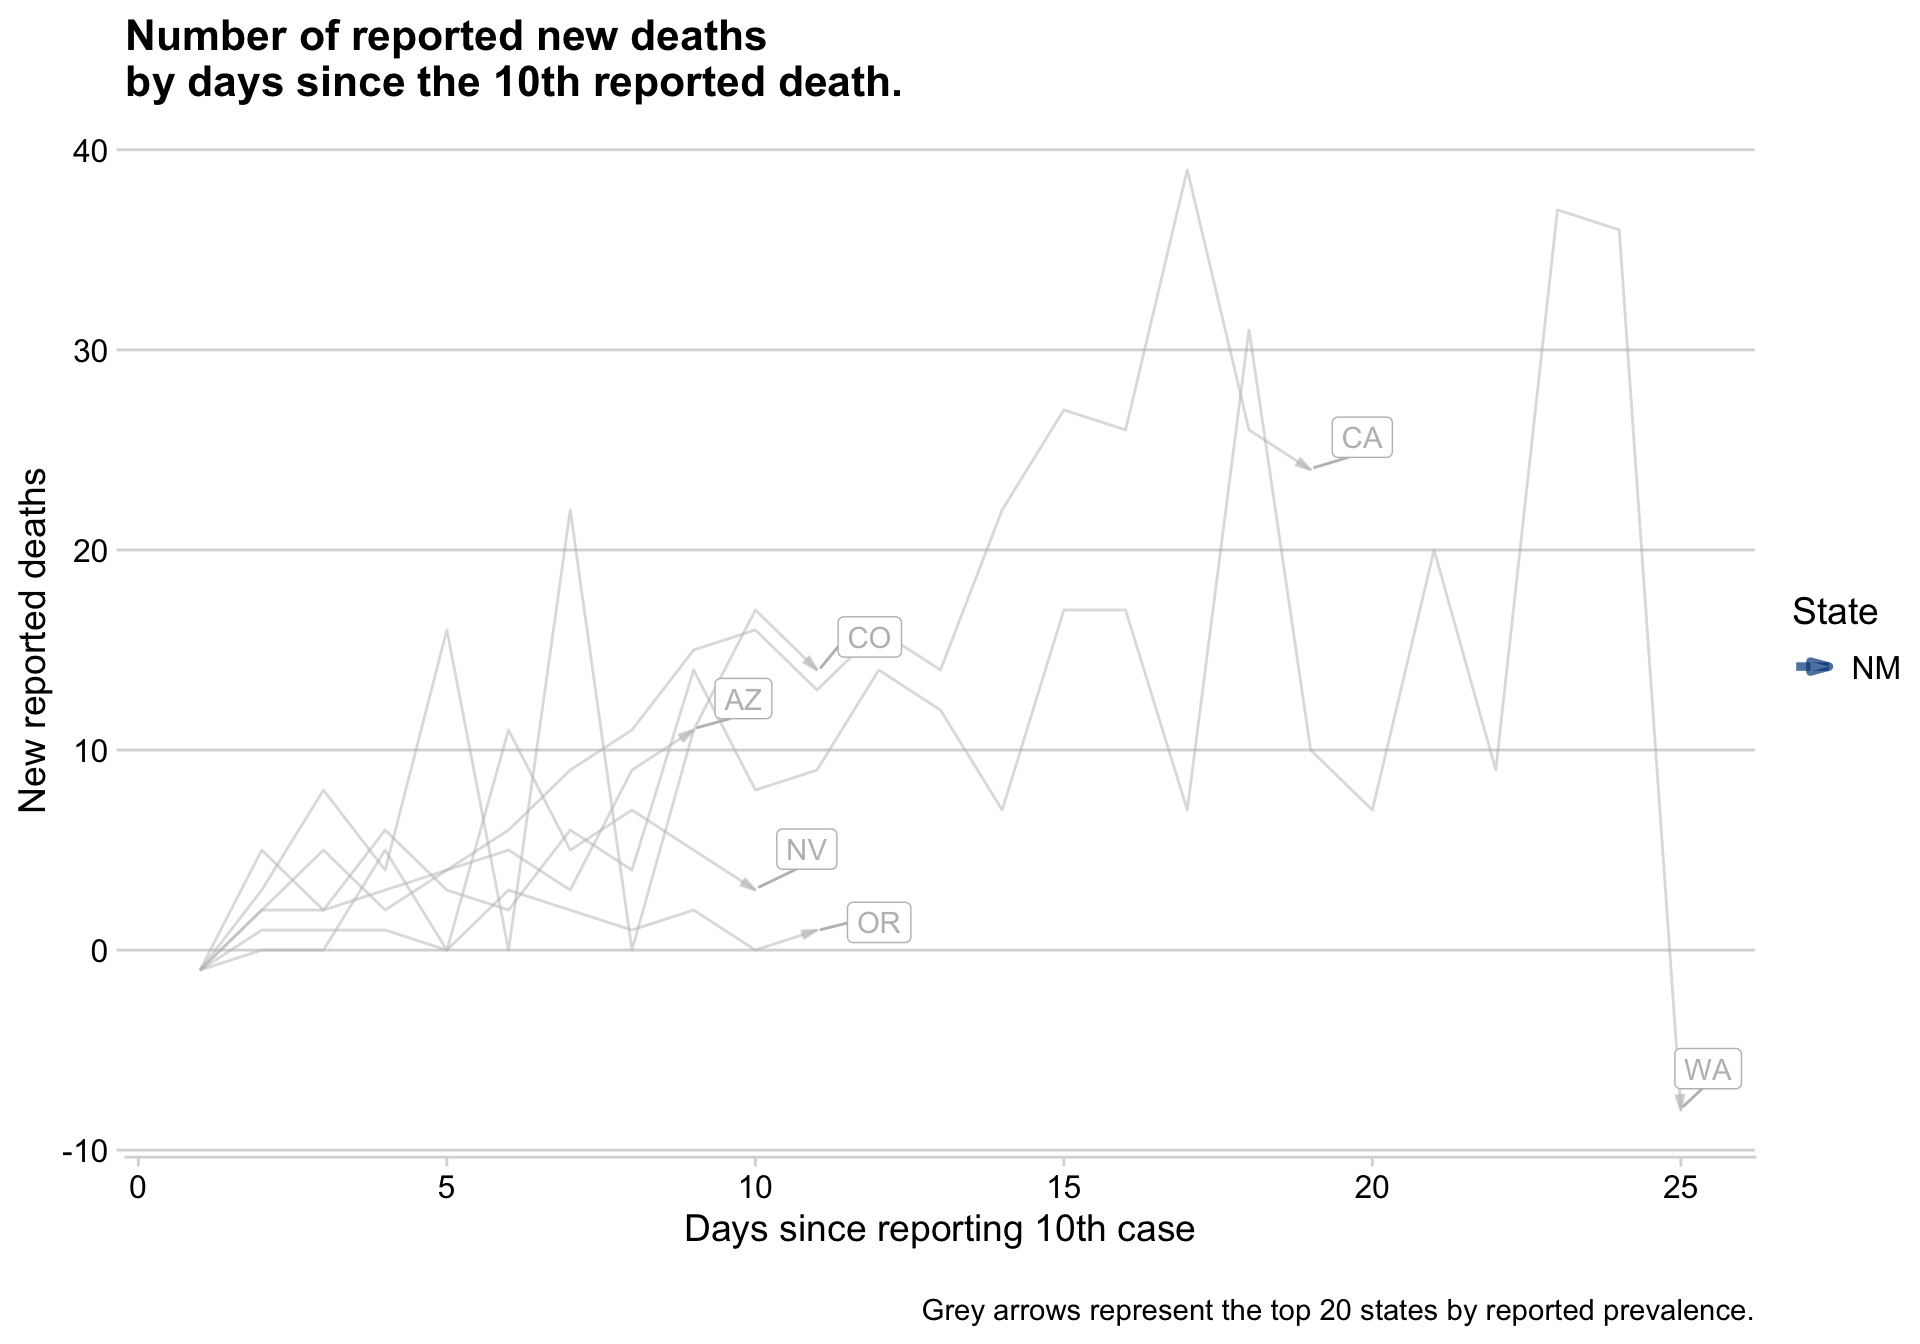 Number of reported new deaths
by days since the 10th reported death.
40
30
20
10
0
-10
New reported deaths
CA
CO
AZ
NV
OR
WA
State
NM
0 5 10 15 20 25
Days since reporting 10th case
Grey arrows represent the top 20 states by reported prevalence.